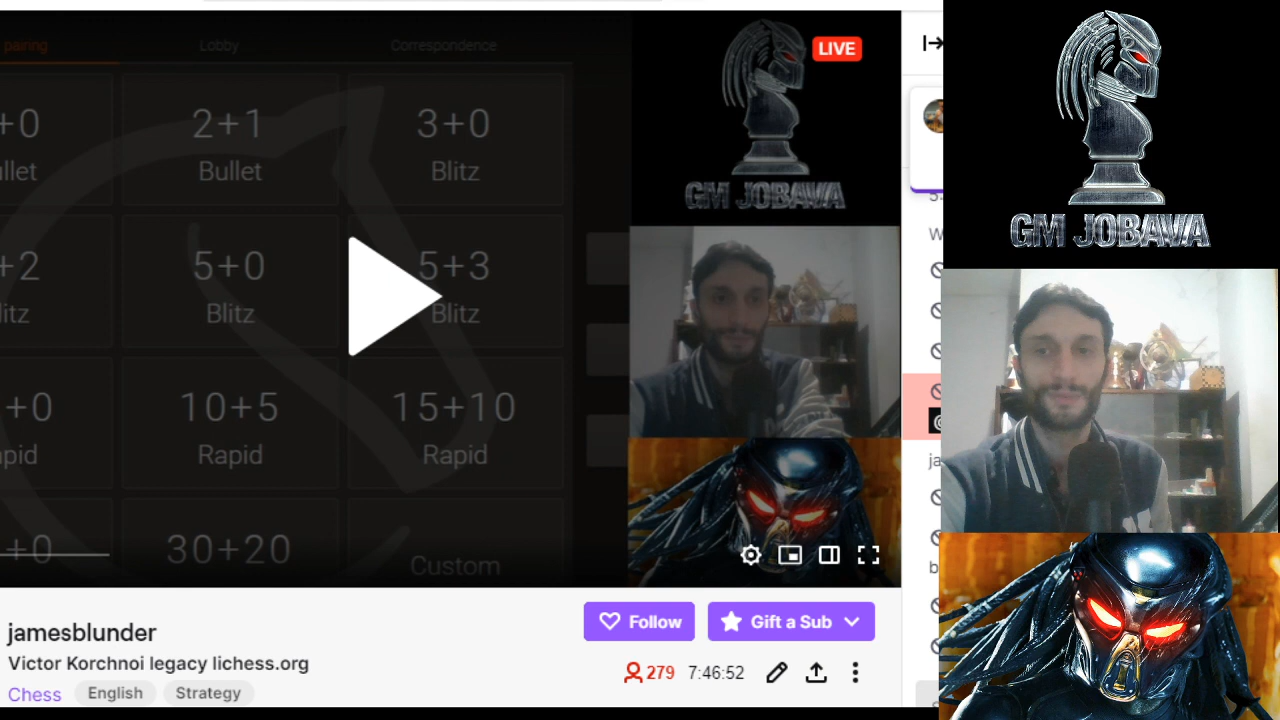 pairing Lobby Correspondence
LIVE
+0 2+1 3+0
llet Bullet Blitz
+2 5+0 5+3
litz Blitz Blitz
+0 10+5 15+10
apid Rapid Rapid
+0 30+20 Custom
GM JOBAVA
GM JOBAVA
jamesblunder
Follow
Gift a Sub
Victor Korchnoi legacy lichess.org
279 7:46:52
Chess English Strategy
W
ja
b